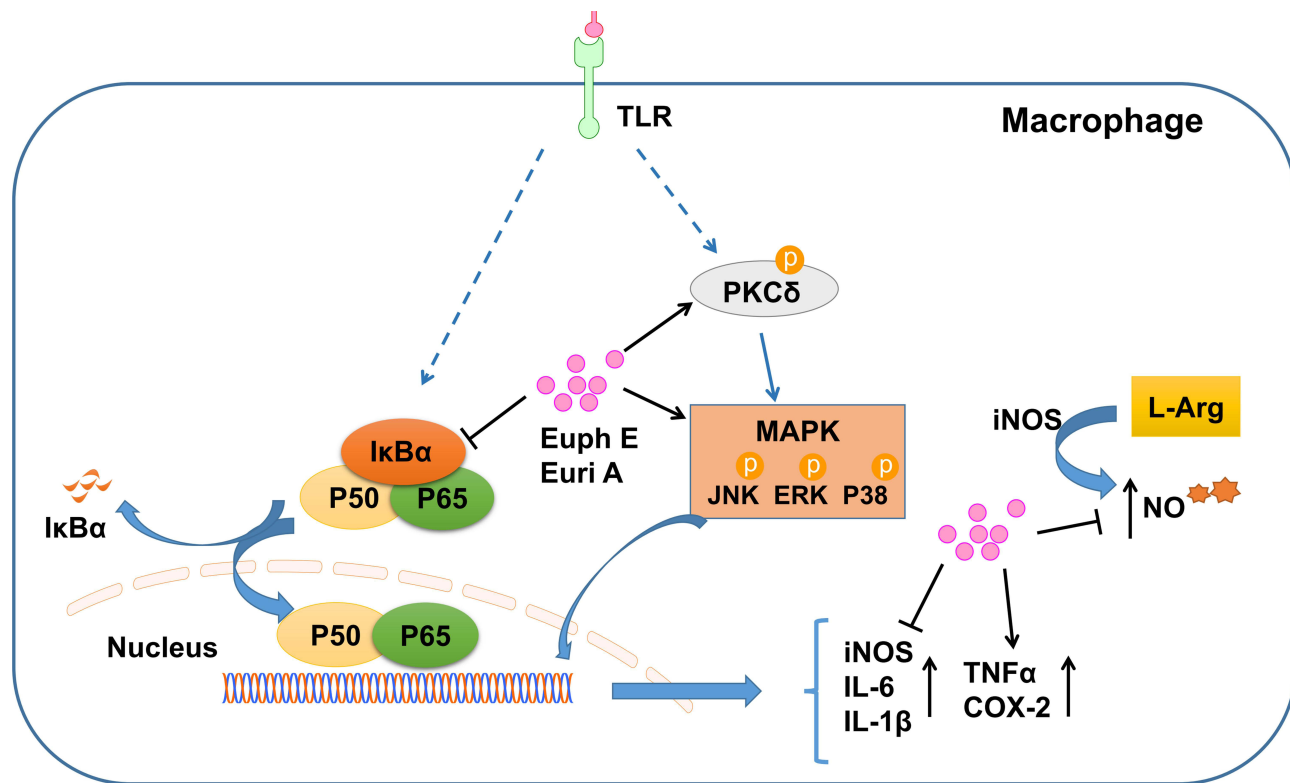 TLR
Macrophage
p
PKCδ
Euph E
Euri A
IκBα
P50
P65
MAPK
p
p
p
JNK
ERK
P38
iNOS
L-Arg
NO
IκBα
Nucleus
P50
P65
iNOS
IL-6
IL-1β
TNFα
COX-2